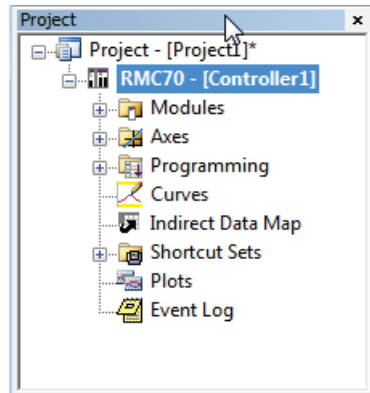 Project
Project - [Project1]*
RMC70 - [Controller1]
Modules
Axes
Programming
Curves
Indirect Data Map
Shortcut Sets
Plots
Event Log